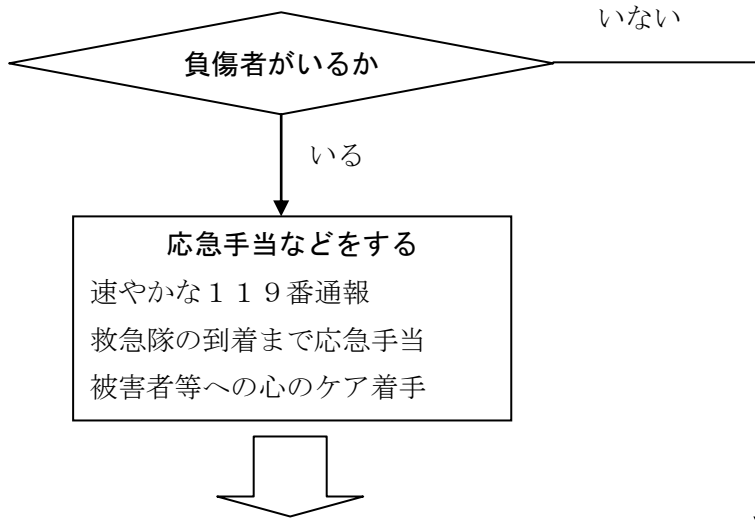 いない
負傷者がいるか
いる
応急手当などをする
速やかな１１９番通報
救急隊の到着まで応急手当
被害者等への心のケア着手